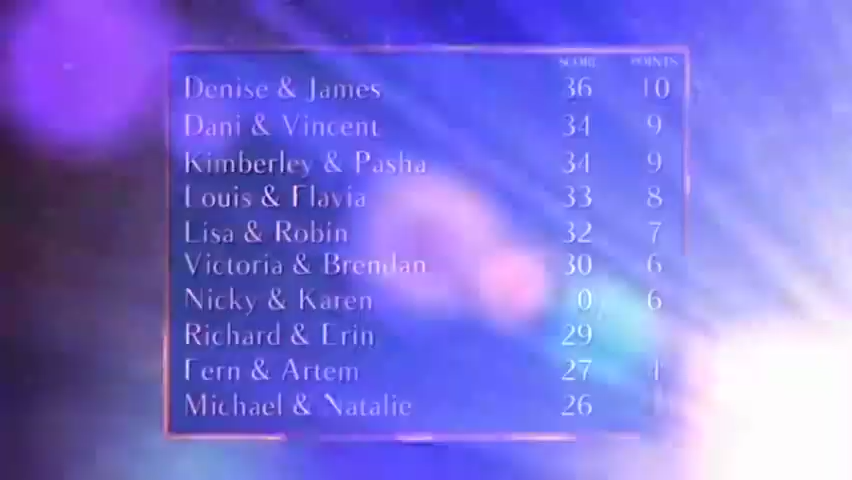 SCORE POINTS
Denise & James 36 10
Dani & Vincent 34 9
Kimberley & Pasha 34 9
Louis & Flavia 33 8
Lisa & Robin 32 7
Victoria & Brendan 30 6
Nicky & Karen 0 6
Richard & Erin 29
Fern & Artem 27 4
Michael & Natalie 26